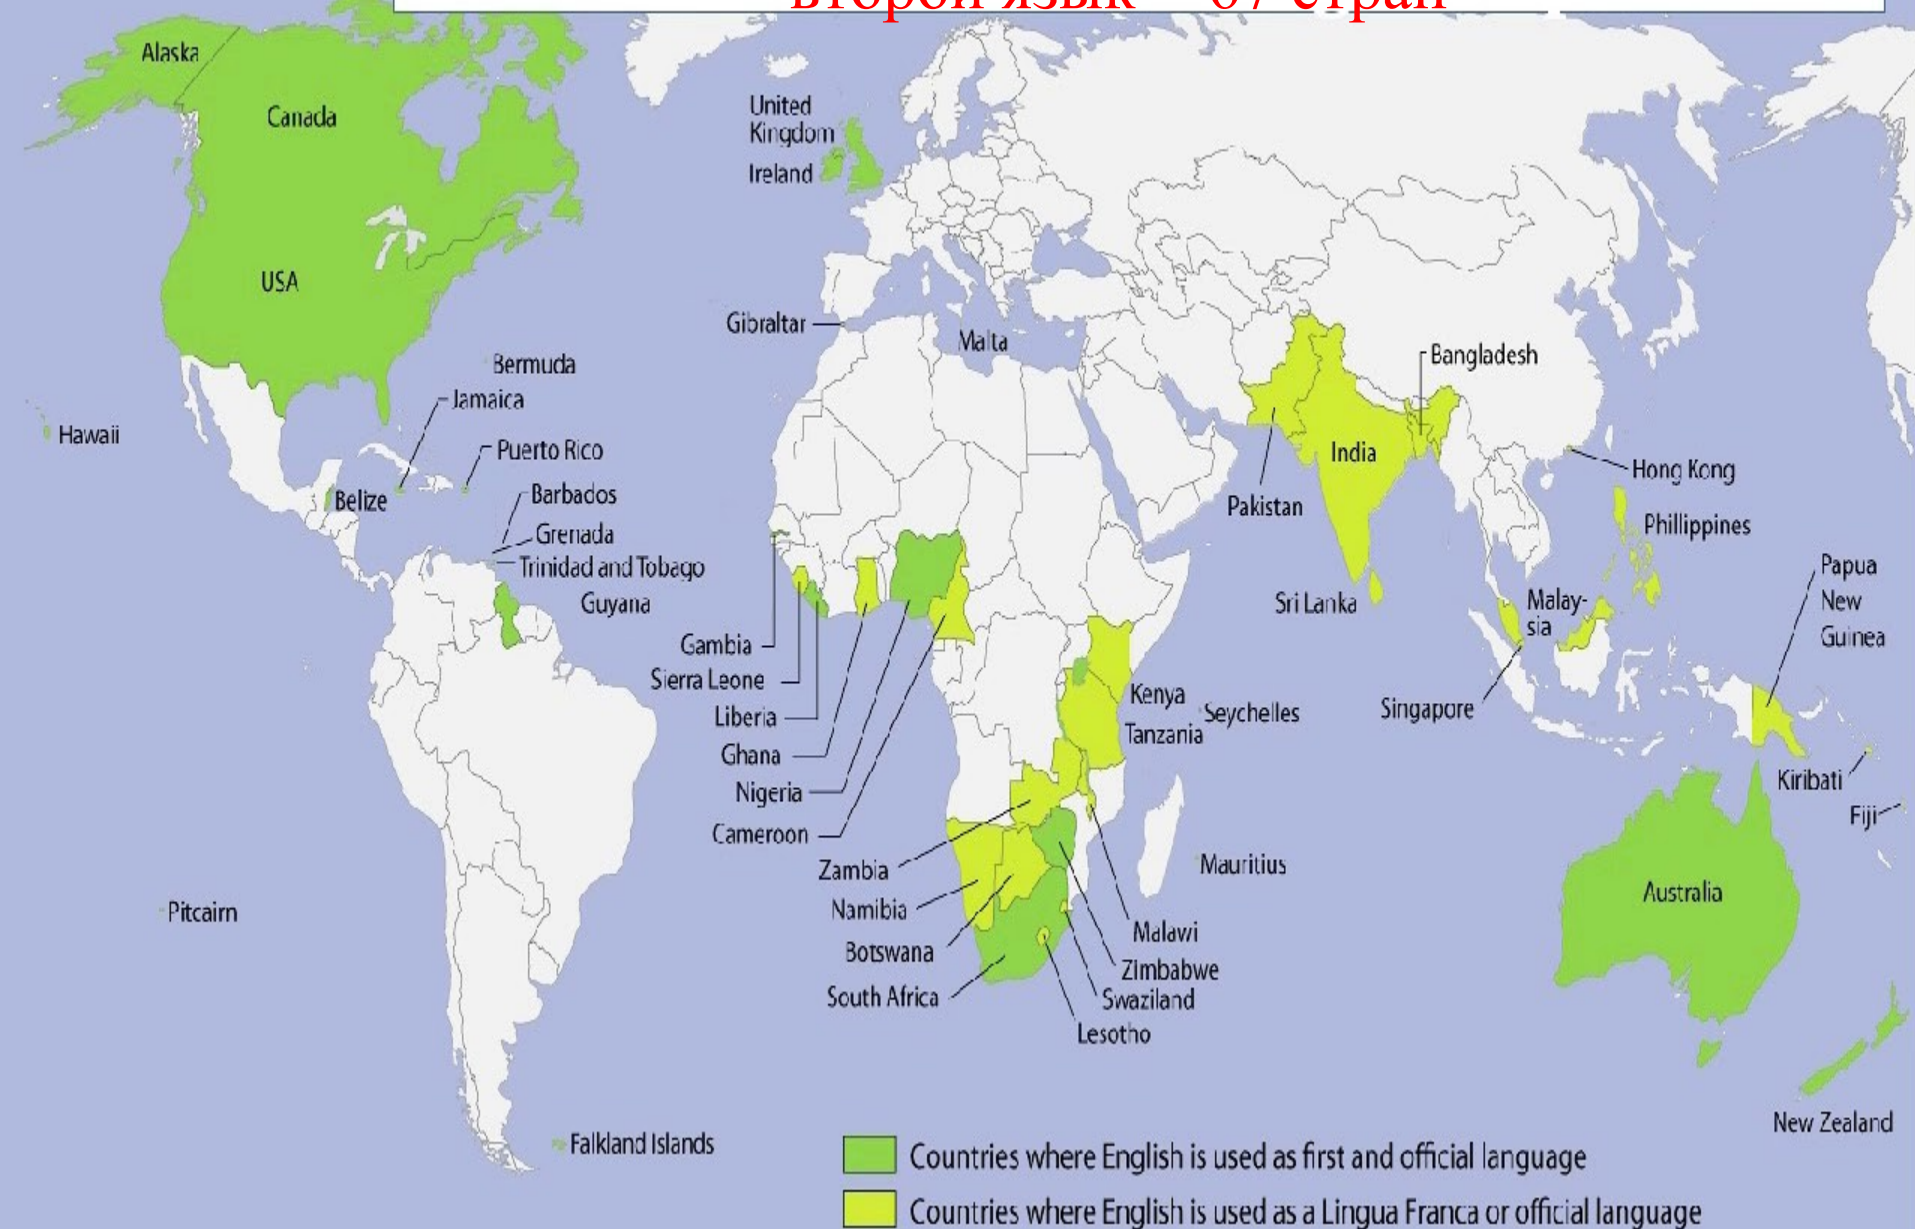 второй язык – 67 стран
Alaska
Canada
USA
Hawaii
Bermuda
Jamaica
Puerto Rico
Belize
Barbados
Grenada
Trinidad and Tobago
Guyana
Pitcairn
Falkland Islands
United
Kingdom
Ireland
Gibraltar
Malta
Gambia
Sierra Leone
Liberia
Ghana
Nigeria
Cameroon
Zambia
Namibia
Botswana
South Africa
Kenya
Tanzania
Seychelles
Mauritius
Malawi
Zimbabwe
Swaziland
Lesotho
Bangladesh
India
Pakistan
Sri Lanka
Hong Kong
Phillippines
Malay-
sia
Singapore
Papua
New
Guinea
Kiribati
Fiji
Australia
New Zealand
Countries where English is used as first and official language
Countries where English is used as a Lingua Franca or official language